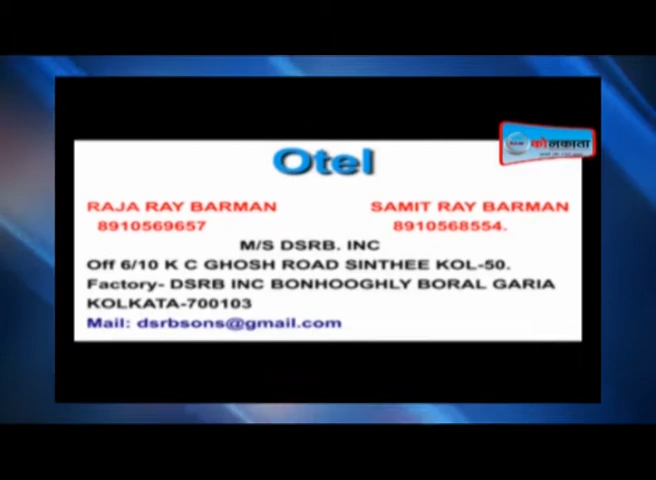 कोलकाता
Otel
RAJA RAY BARMAN SAMIT RAY BARMAN
8910569657 8910568554.
M/S DSRB. INC
Off 6/10 K C GHOSH ROAD SINTHEE KOL-50.
Factory- DSRB INC BONHOOGHLY BORAL GARIA
KOLKATA-700103
Mail: dsrbsons@gmail.com